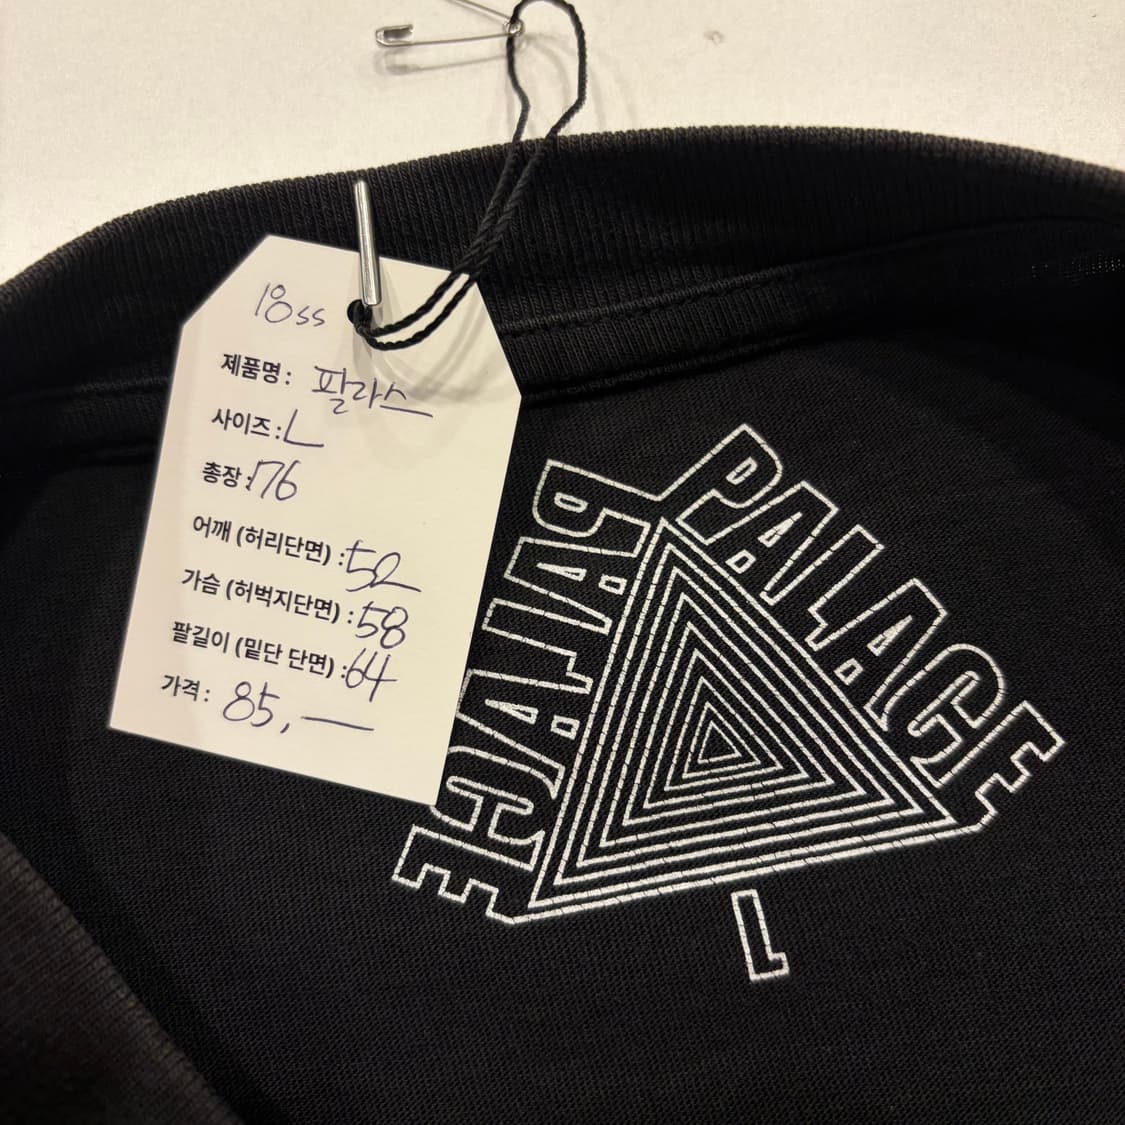 18ss
제품명: 팔라스
사이즈: L
총장: 76
어깨 (허리단면) : 52
가슴 (허벅지단면) : 58
팔길이 (밑단 단면) : 64
가격: 85,—
PALACE
PALACE
L